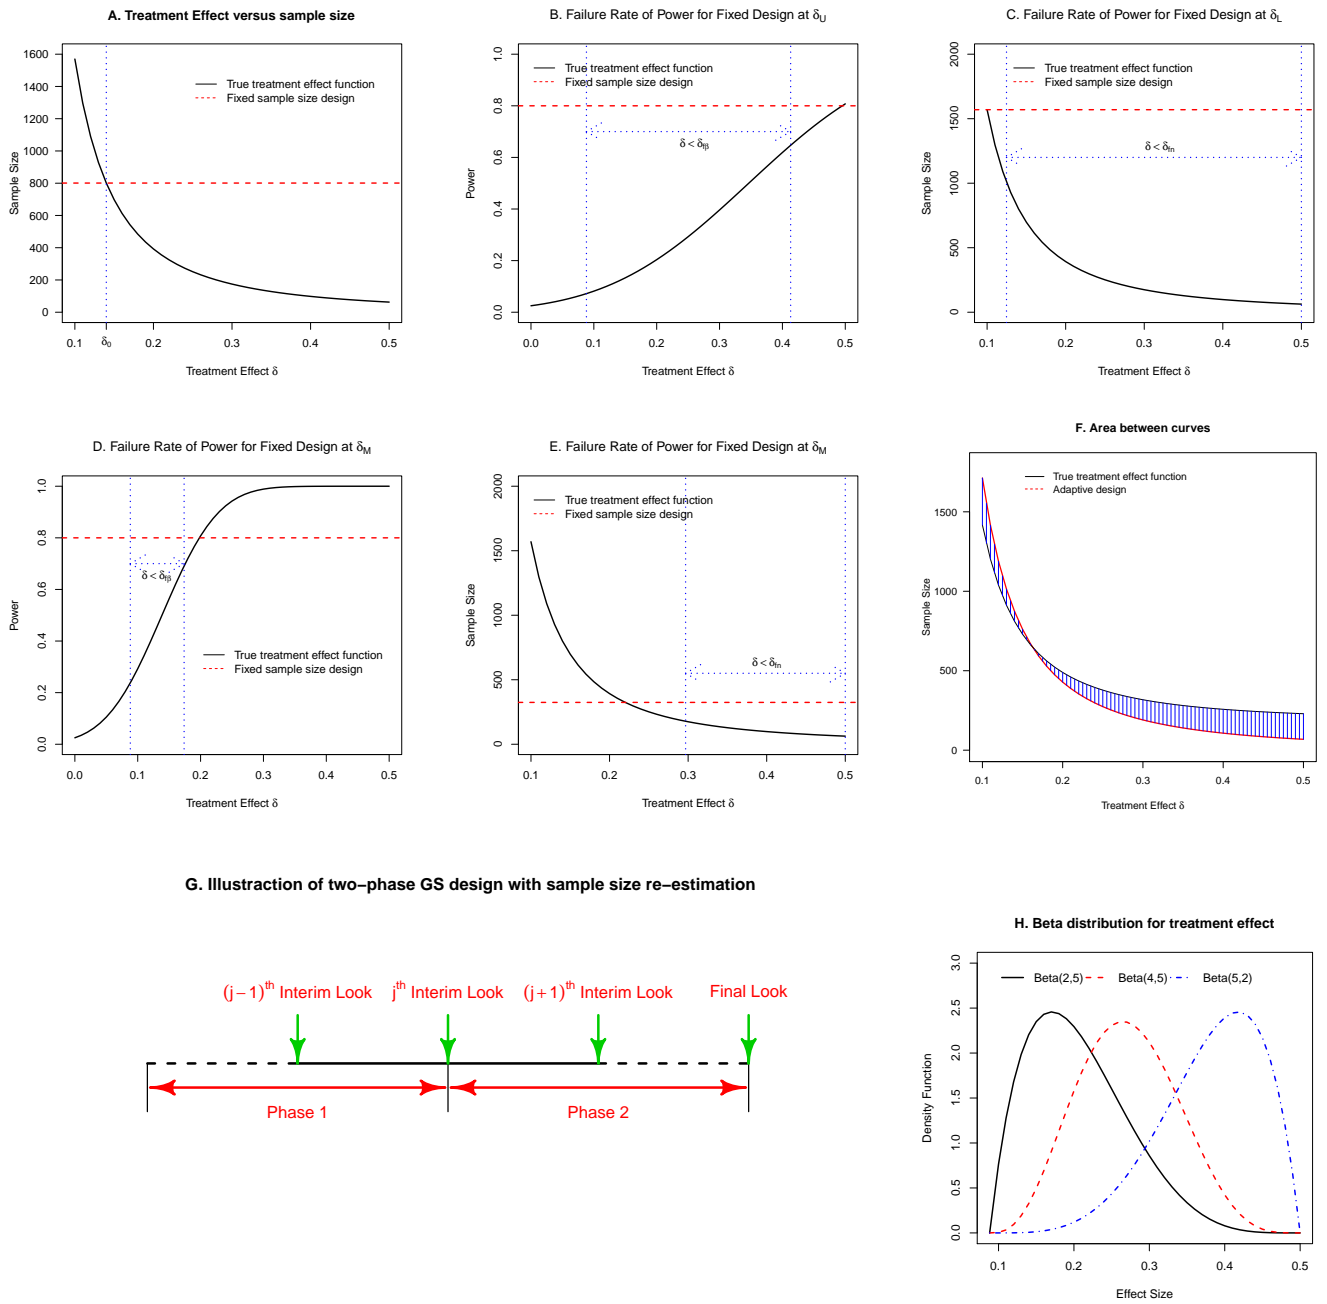 A. Treatment Effect versus sample size
Sample Size
1600
1400
1200
1000
800
600
400
200
0
True treatment effect function
Fixed sample size design
0.1 δ0 0.2 0.3 0.4 0.5
Treatment Effect δ
B. Failure Rate of Power for Fixed Design at δU
Power
1.0
0.8
0.6
0.4
0.2
0.0
True treatment effect function
Fixed sample size design
δ < δfβ
0.0 0.1 0.2 0.3 0.4 0.5
Treatment Effect δ
C. Failure Rate of Power for Fixed Design at δL
Sample Size
2000
1500
1000
500
0
True treatment effect function
Fixed sample size design
δ < δfn
0.1 0.2 0.3 0.4 0.5
Treatment Effect δ
D. Failure Rate of Power for Fixed Design at δM
Power
1.0
0.8
0.6
0.4
0.2
0.0
δ < δfβ
True treatment effect function
Fixed sample size design
0.0 0.1 0.2 0.3 0.4 0.5
Treatment Effect δ
E. Failure Rate of Power for Fixed Design at δM
Sample Size
2000
1500
1000
500
0
True treatment effect function
Fixed sample size design
δ < δfn
0.1 0.2 0.3 0.4 0.5
Treatment Effect δ
F. Area between curves
Sample Size
1500
1000
500
0
True treatment effect function
Adaptive design
0.1 0.2 0.3 0.4 0.5
Treatment Effect δ
G. Illustraction of two−phase GS design with sample size re−estimation
(j − 1)th Interim Look jth Interim Look (j + 1)th Interim Look Final Look
Phase 1 Phase 2
H. Beta distribution for treatment effect
Density Function
3.0
2.5
2.0
1.5
1.0
0.5
0.0
Beta(2,5) Beta(4,5) Beta(5,2)
0.1 0.2 0.3 0.4 0.5
Effect Size